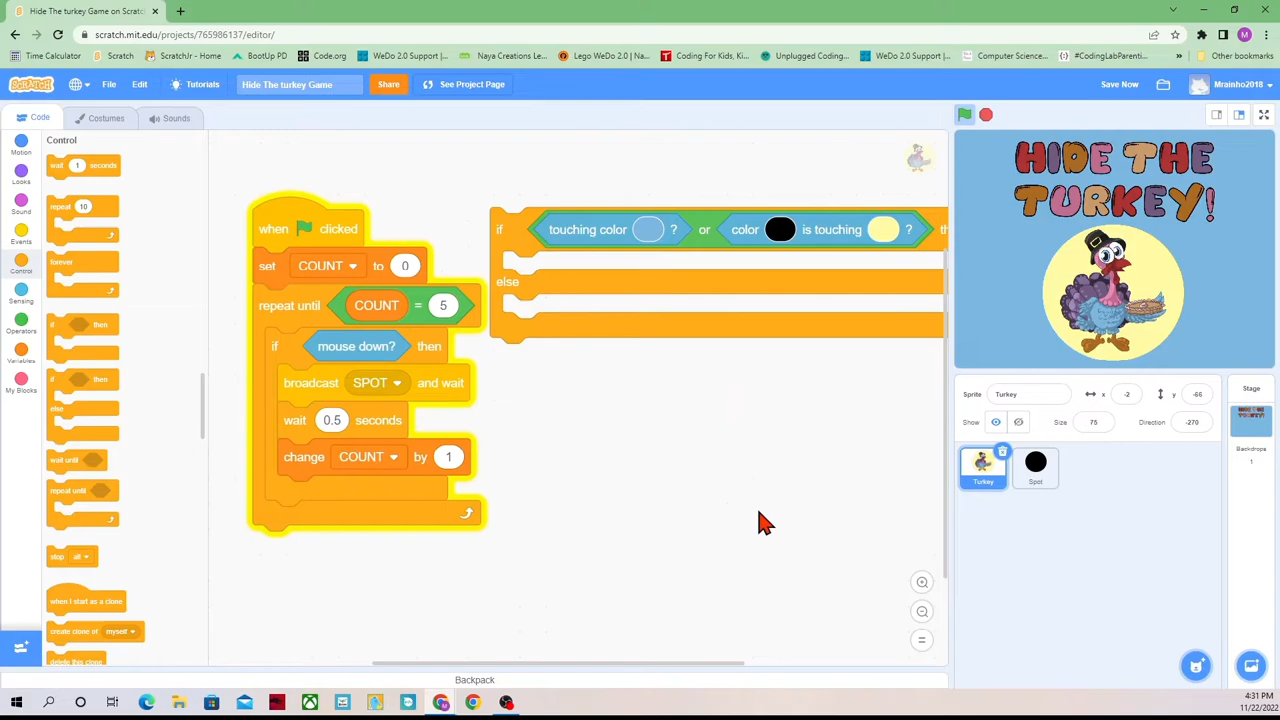 Hide The turkey Game on Scratch
scratch.mit.edu/projects/765986137/editor/
M
Time Calculator
Scratch
ScratchJr - Home
BootUp PD
Code.org
WeDo 2.0 Support | ...
Naya Creations Le...
Lego WeDo 2.0 | Na...
Coding For Kids, Ki...
Unplugged Coding...
WeDo 2.0 Support | ...
Computer Science...
{:} #CodingLabParenti...
Other bookmarks
SCRATCH
File
Edit
Tutorials
Hide The turkey Game
Share
See Project Page
Save Now
Mrainho2018
Code
Costumes
Sounds
Motion
Looks
Sound
Events
Control
Sensing
Operators
Variables
My Blocks
Control
wait 1 seconds
repeat 10
forever
if then
if then
else
wait until
repeat until
stop all
when I start as a clone
create clone of myself
delete this clone
when clicked
set COUNT to 0
repeat until COUNT = 5
if mouse down? then
broadcast SPOT and wait
wait 0.5 seconds
change COUNT by 1
if touching color ? or color is touching ? th
else
HIDE THE
TURKEY!
Sprite Turkey x -2 y -66
Show Size 75 Direction -270
Turkey
Spot
Stage
HIDE THE
TURKEY!
Backdrops
1
Backpack
4:31 PM
11/22/2022